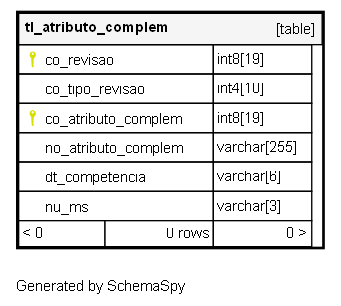 tl_atributo_complem [table]
co_revisao int8[19]
co_tipo_revisao int4[10]
co_atributo_complem int8[19]
no_atributo_complem varchar[255]
dt_competencia varchar[6]
nu_ms varchar[3]
< 0 0 rows 0 >
Generated by SchemaSpy